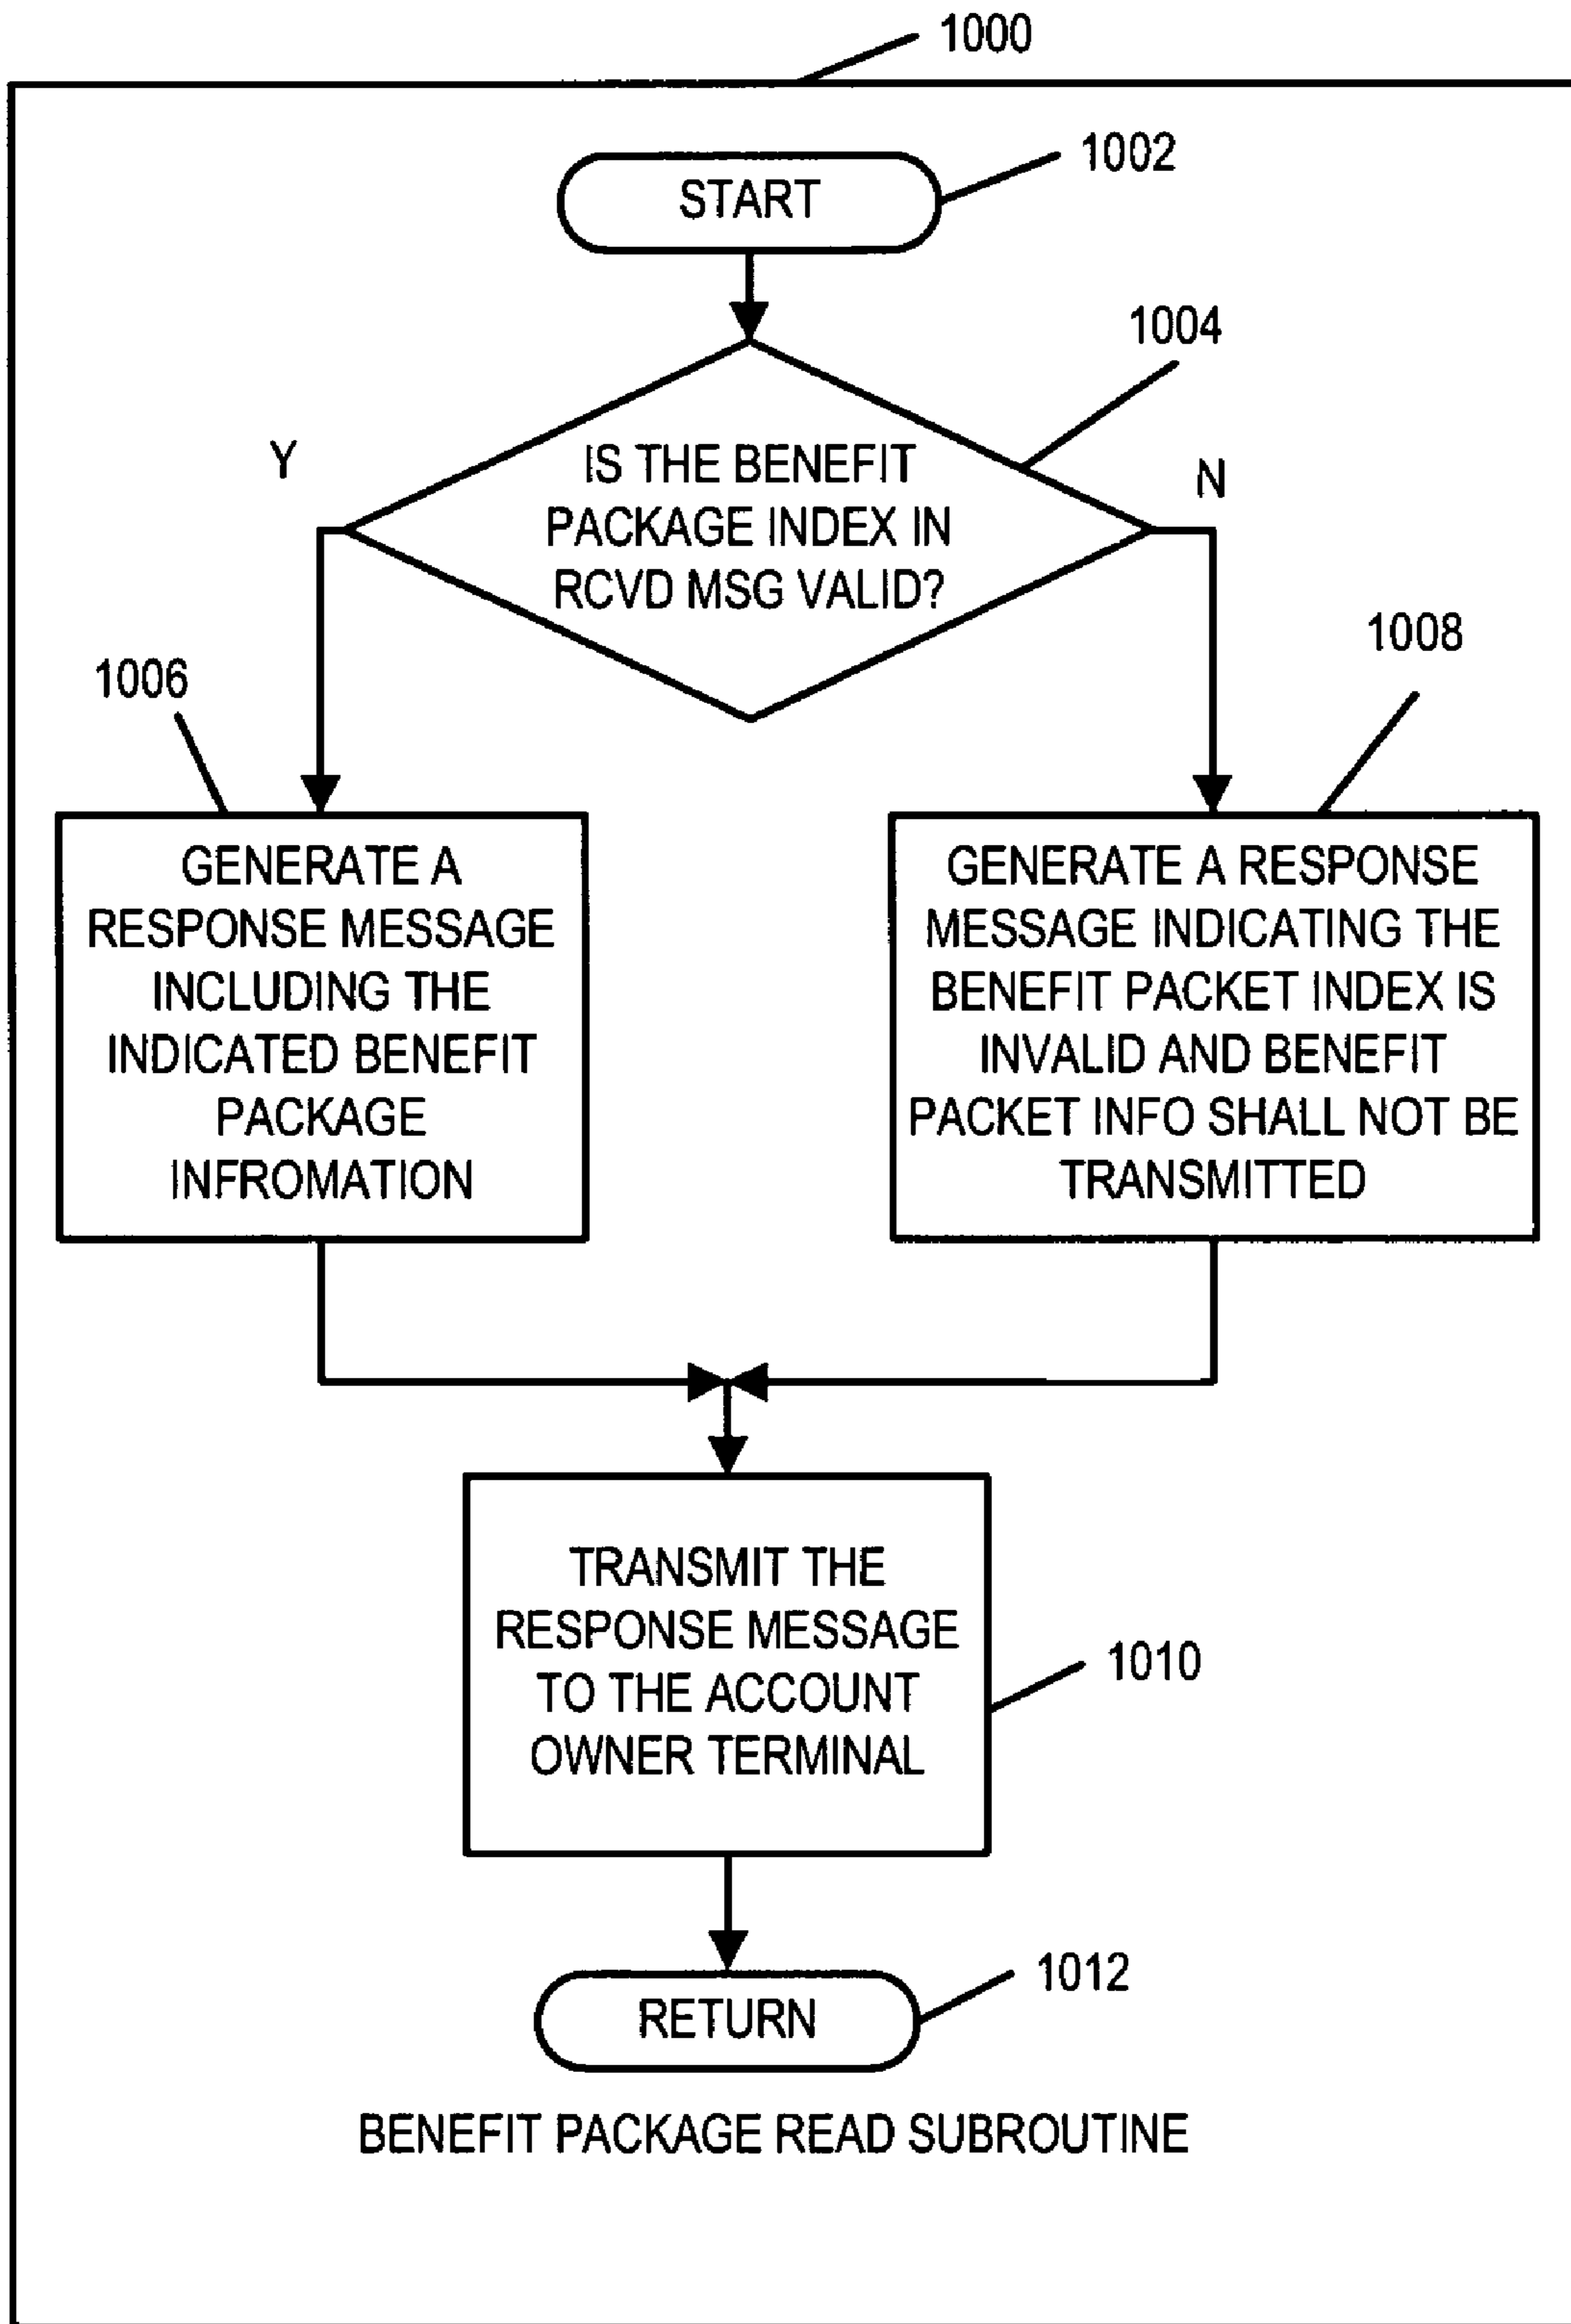 1000
1002
START
1004
Y
IS THE BENEFIT
PACKAGE INDEX IN
RCVD MSG VALID?
N
1006
1008
GENERATE A
RESPONSE MESSAGE
INCLUDING THE
INDICATED BENEFIT
PACKAGE
INFROMATION
GENERATE A RESPONSE
MESSAGE INDICATING THE
BENEFIT PACKET INDEX IS
INVALID AND BENEFIT
PACKET INFO SHALL NOT BE
TRANSMITTED
TRANSMIT THE
RESPONSE MESSAGE
TO THE ACCOUNT
OWNER TERMINAL
1010
1012
RETURN
BENEFIT PACKAGE READ SUBROUTINE